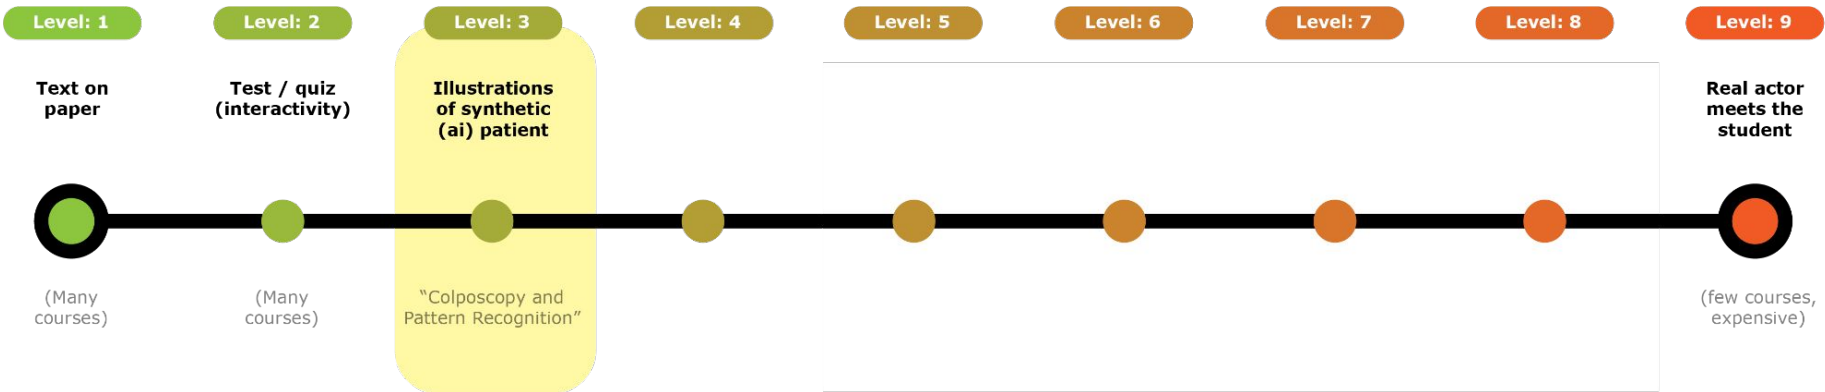 Level: 1
Level: 2
Level: 3
Level: 4
Level: 5
Level: 6
Level: 7
Level: 8
Level: 9
Text on
paper
Test / quiz
(interactivity)
Illustrations
of synthetic
(ai) patient
Real actor
meets the
student
(Many
courses)
(Many
courses)
“Colposcopy and
Pattern Recognition”
(few courses,
expensive)